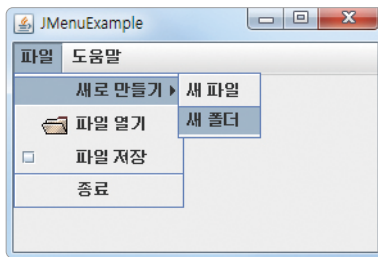 JMenuExample
파일 도움말
새로 만들기 새 파일
파일 열기 새 폴더
파일 저장
종료